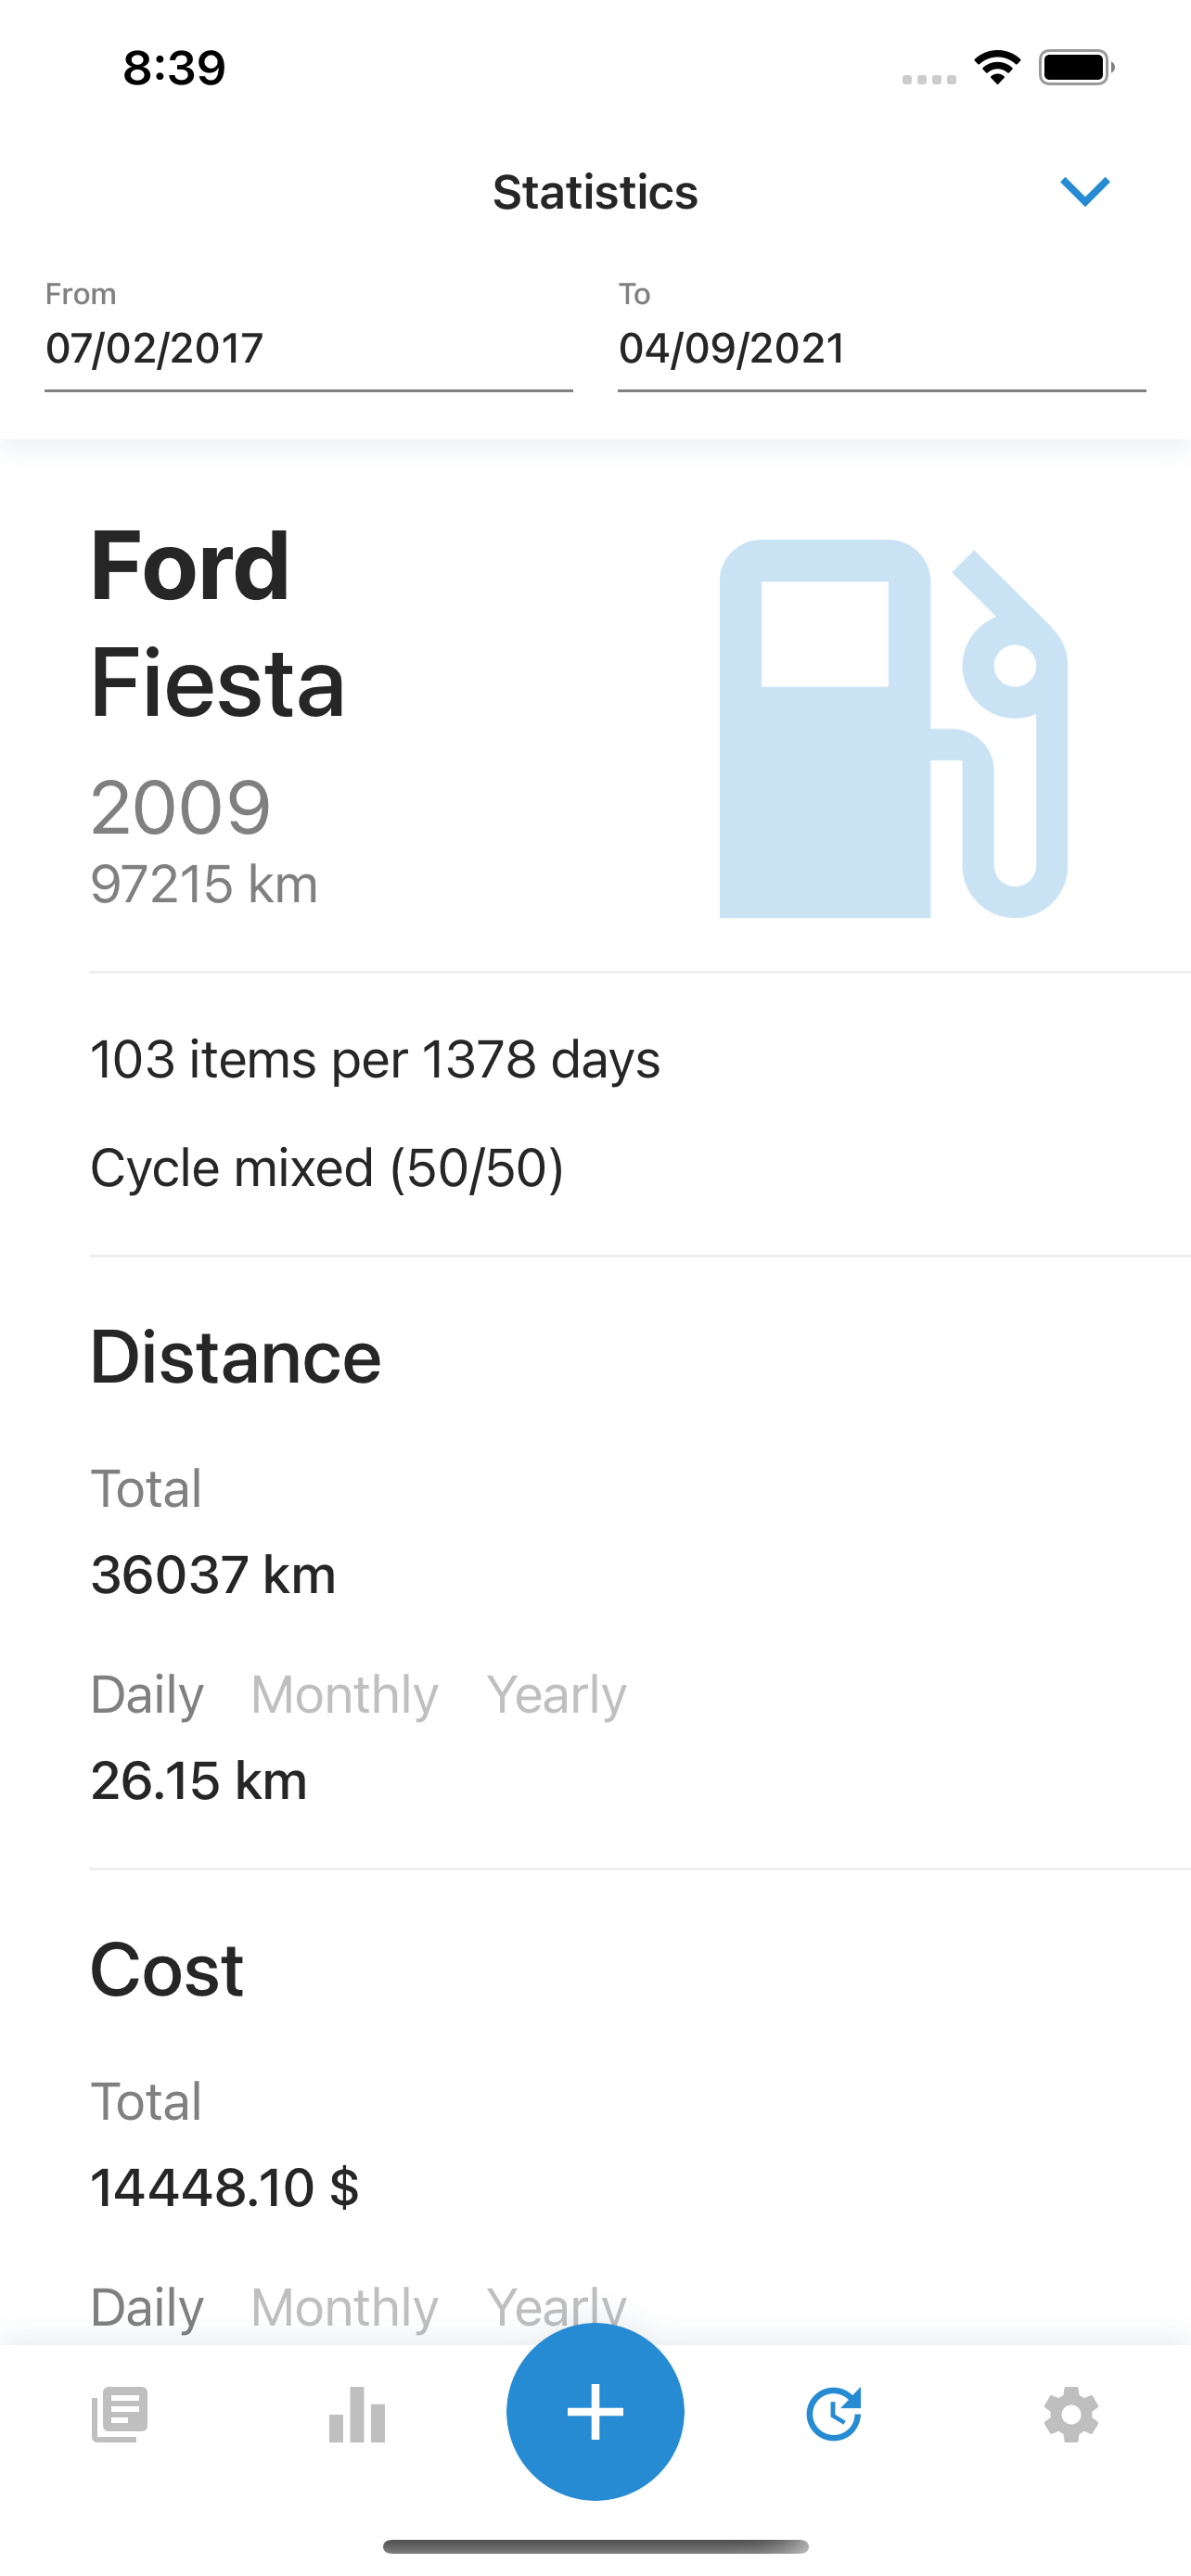 8:39
Statistics
From
To
07/02/2017
04/09/2021
Ford
Fiesta
2009
97215 km
103 items per 1378 days
Cycle mixed (50/50)
Distance
Total
36037 km
Daily Monthly Yearly
26.15 km
Cost
Total
14448.10 $
Daily Monthly Yearly